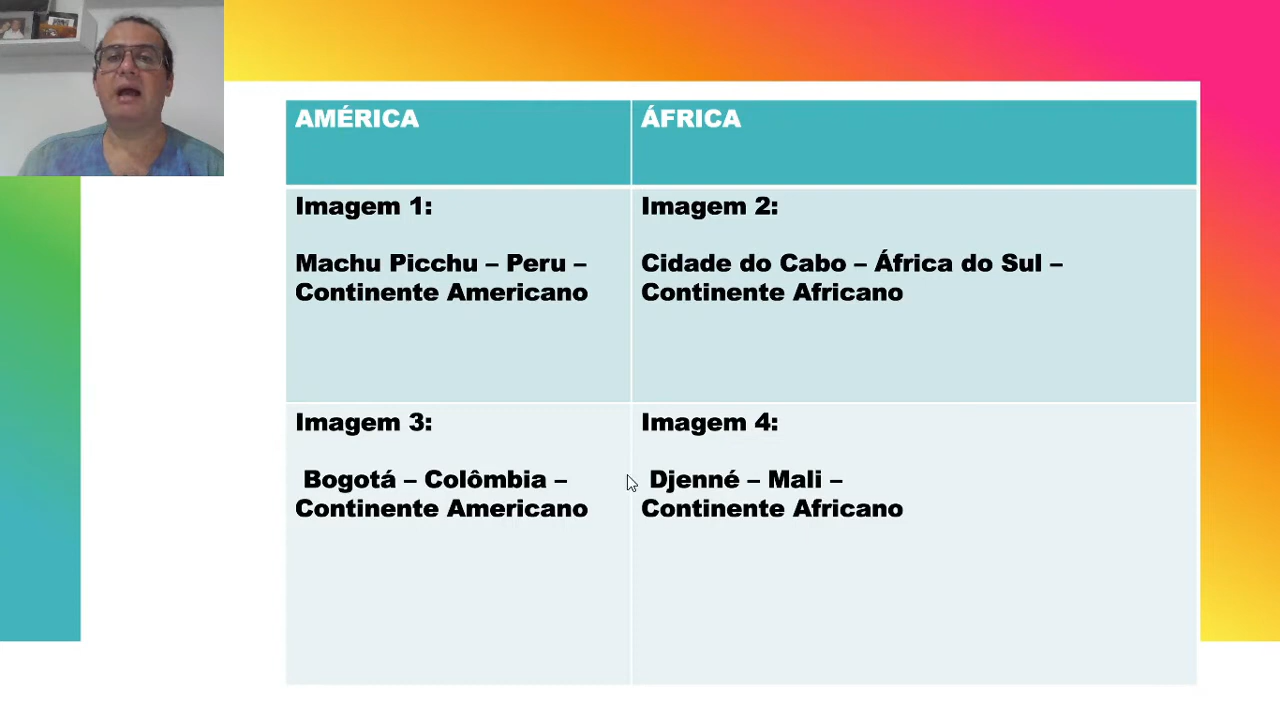 AMÉRICA
ÁFRICA
Imagem 1:
Machu Picchu – Peru –
Continente Americano
Imagem 2:
Cidade do Cabo – África do Sul –
Continente Africano
Imagem 3:
Bogotá – Colômbia –
Continente Americano
Imagem 4:
Djenné – Mali –
Continente Africano